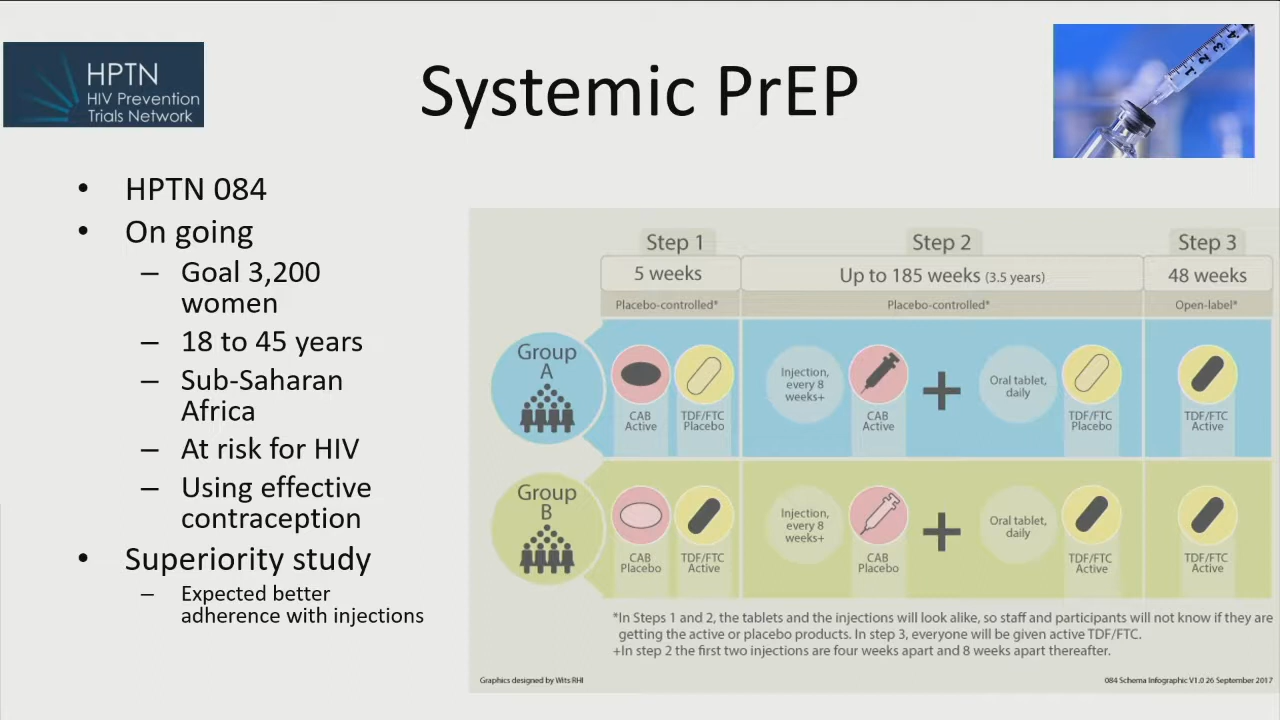 HPTN
HIV Prevention
Trials Network
Systemic PrEP
1 2 3 4
• HPTN 084
• On going
– Goal 3,200
women
– 18 to 45 years
– Sub-Saharan
Africa
– At risk for HIV
– Using effective
contraception
• Superiority study
– Expected better
adherence with injections
Step 1
Step 2
Step 3
5 weeks
Up to 185 weeks (3.5 years)
48 weeks
Placebo-controlled*
Placebo-controlled*
Open-label*
Group
A
CAB
Active
TDF/FTC
Placebo
Injection,
every 8
weeks+
CAB
Active
+
Oral tablet,
daily
TDF/FTC
Placebo
TDF/FTC
Active
Group
B
CAB
Placebo
TDF/FTC
Active
Injection,
every 8
weeks+
CAB
Placebo
+
Oral tablet,
daily
TDF/FTC
Active
TDF/FTC
Active
*In Steps 1 and 2, the tablets and the injections will look alike, so staff and participants will not know if they are
getting the active or placebo products. In step 3, everyone will be given active TDF/FTC.
+In step 2 the first two injections are four weeks apart and 8 weeks apart thereafter.
Graphics designed by Wits RHI
084 Schema Infographic V1.0 26 September 2017